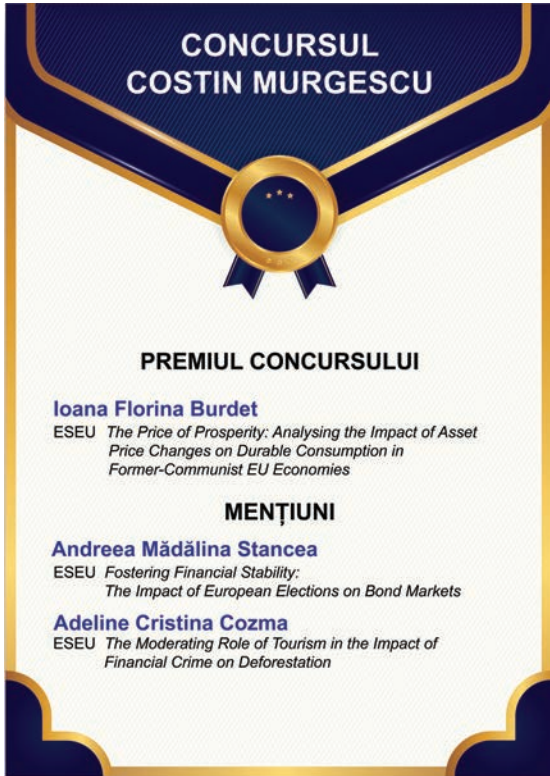 CONCURSUL
COSTIN MURGESCU
PREMIUL CONCURSULUI
Ioana Florina Burdet
ESEU The Price of Prosperity: Analysing the Impact of Asset
Price Changes on Durable Consumption in
Former-Communist EU Economies
MENȚIUNI
Andreea Mădălina Stancea
ESEU Fostering Financial Stability:
The Impact of European Elections on Bond Markets
Adeline Cristina Cozma
ESEU The Moderating Role of Tourism in the Impact of
Financial Crime on Deforestation